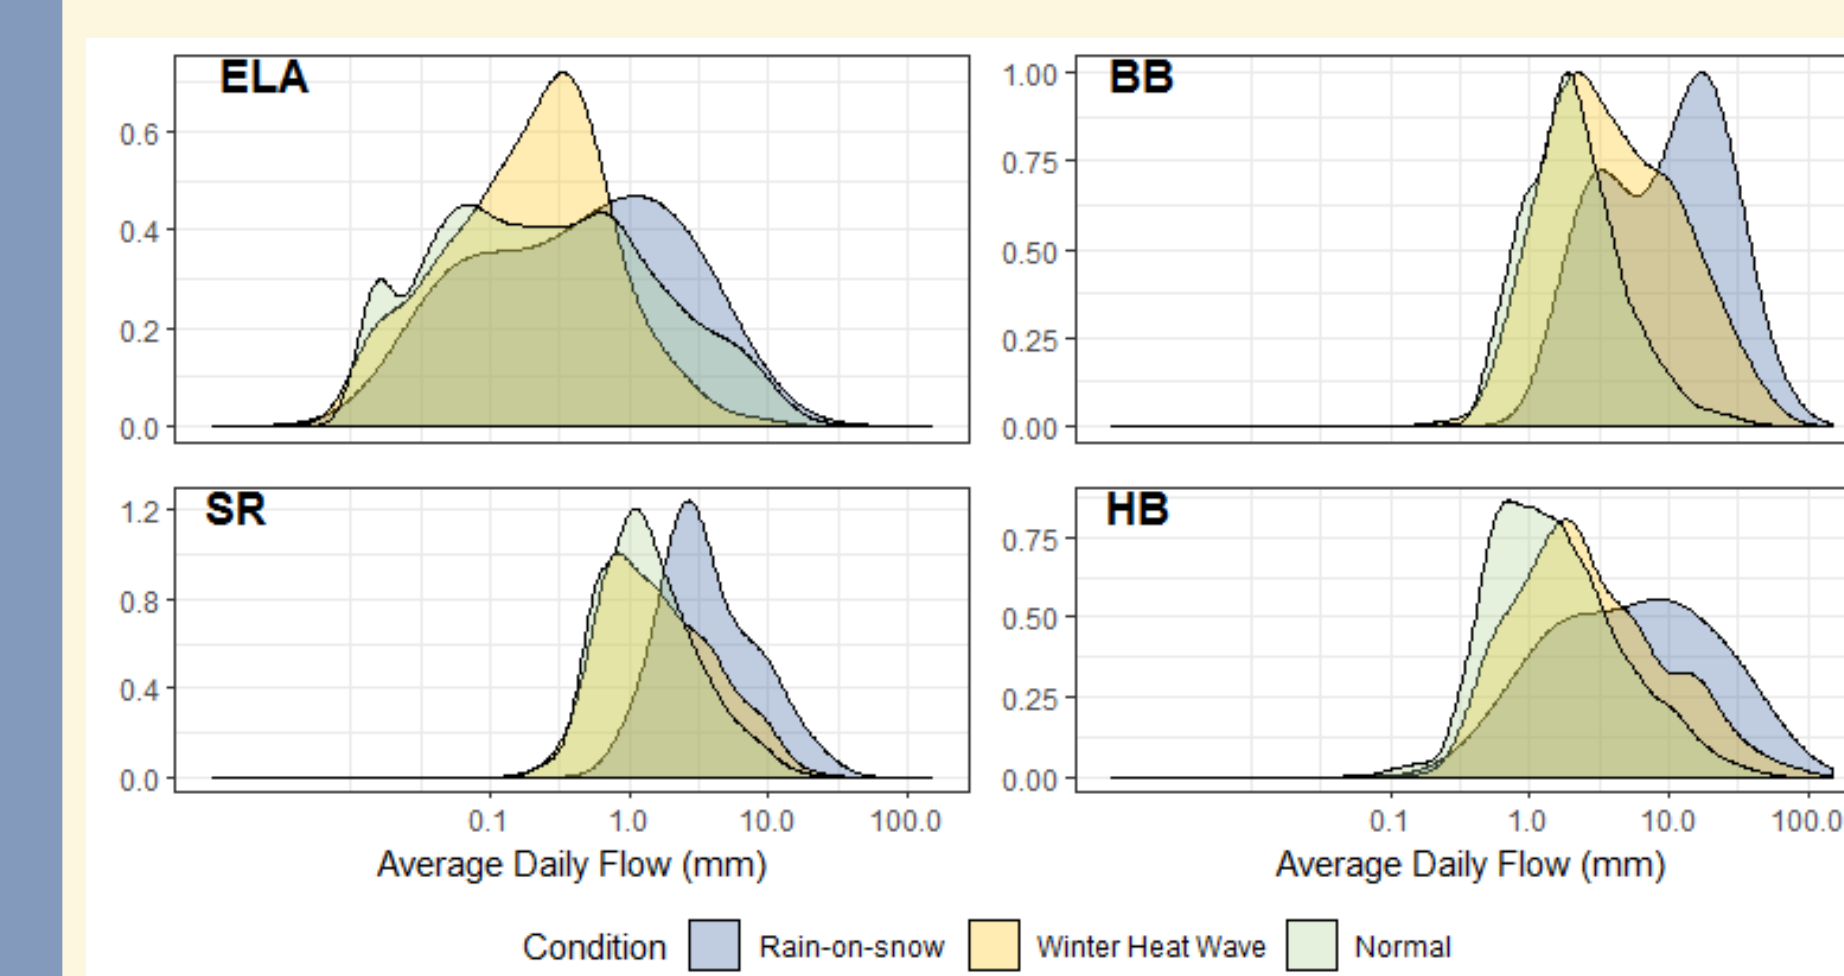 ELA
0.6
0.4
0.2
0.0
BB
1.00
0.75
0.50
0.25
0.00
SR
1.2
0.8
0.4
0.0
0.1 1.0 10.0 100.0
Average Daily Flow (mm)
HB
0.75
0.50
0.25
0.00
0.1 1.0 10.0 100.0
Average Daily Flow (mm)
Condition Rain-on-snow Winter Heat Wave Normal